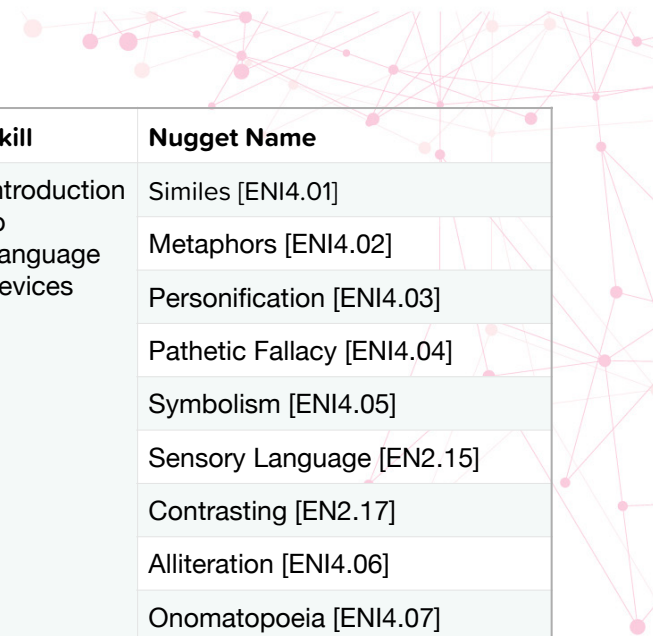 kill
Nugget Name
ntroduction
o
anguage
evices
Similes [ENI4.01]
Metaphors [ENI4.02]
Personification [ENI4.03]
Pathetic Fallacy [ENI4.04]
Symbolism [ENI4.05]
Sensory Language [EN2.15]
Contrasting [EN2.17]
Alliteration [ENI4.06]
Onomatopoeia [ENI4.07]